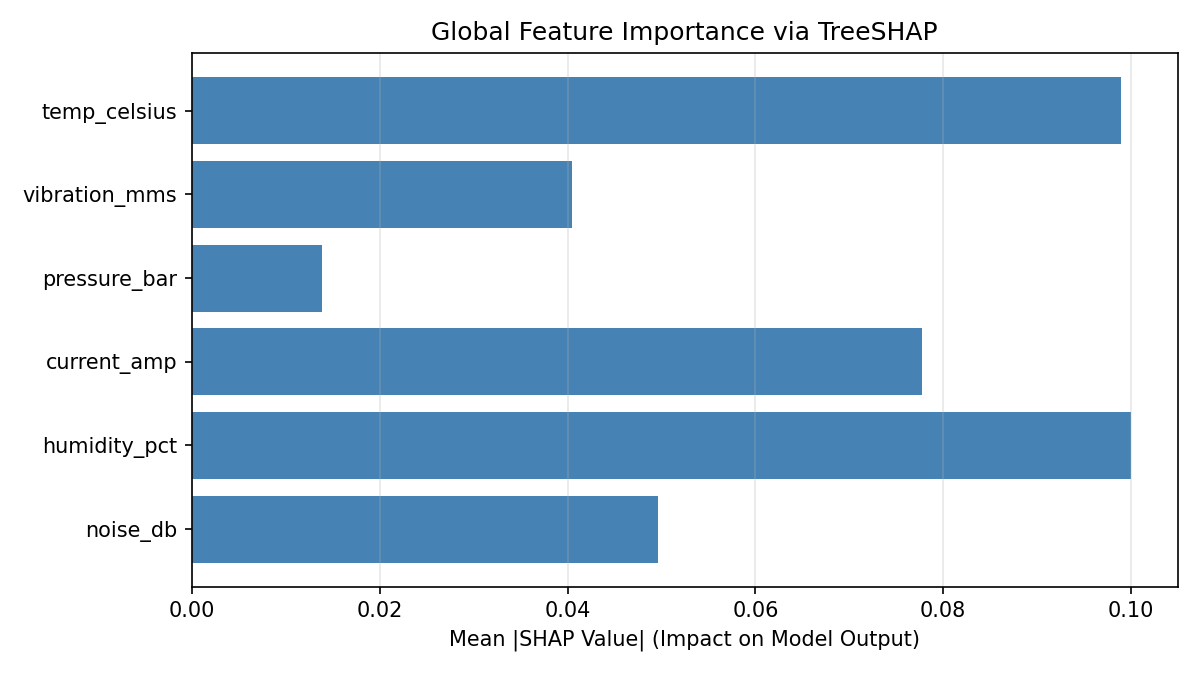 Global Feature Importance via TreeSHAP
temp_celsius
vibration_mms
pressure_bar
current_amp
humidity_pct
noise_db
0.00 0.02 0.04 0.06 0.08 0.10
Mean |SHAP Value| (Impact on Model Output)